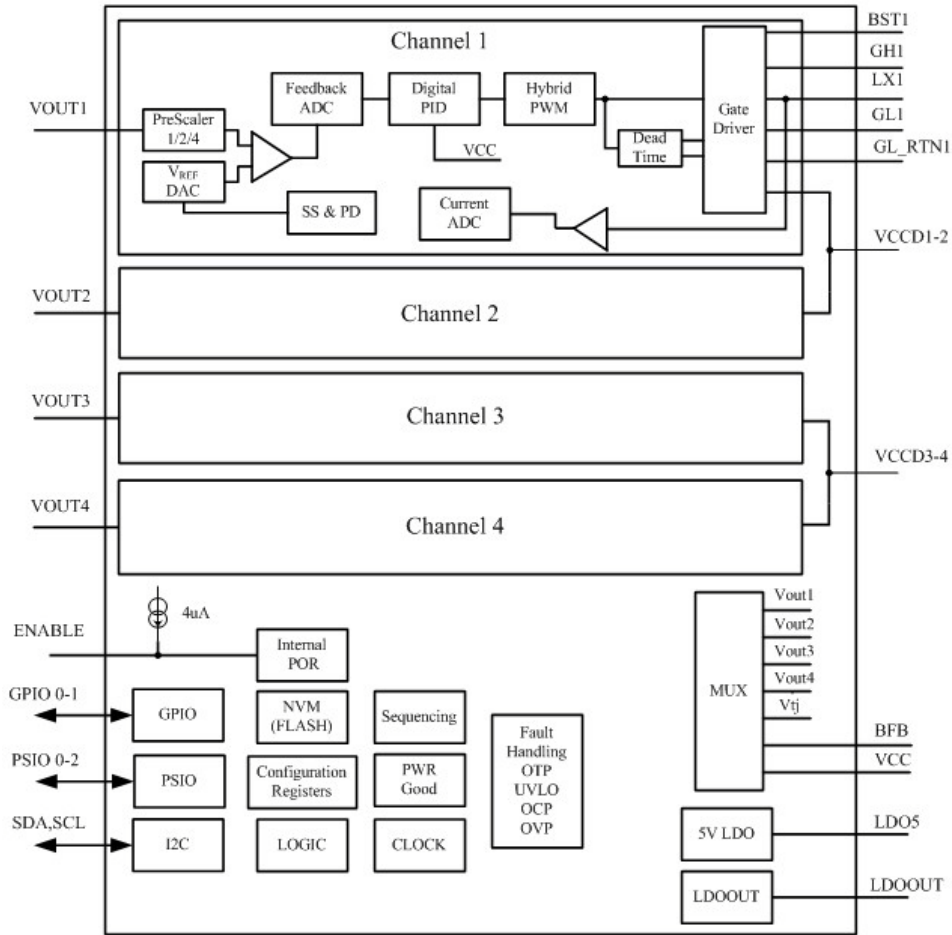 Channel 1
BST1
GH1
LX1
GL1
GL_RTN1
VOUT1
PreScaler
1/2/4
VREF
DAC
Feedback
ADC
Digital
PID
Hybrid
PWM
VCC
Dead
Time
Gate
Driver
SS & PD
Current
ADC
VCCD1-2
VOUT2
Channel 2
VOUT3
Channel 3
VCCD3-4
VOUT4
Channel 4
4uA
ENABLE
Internal
POR
GPIO 0-1
GPIO
NVM
(FLASH)
Sequencing
PSIO 0-2
PSIO
Configuration
Registers
PWR
Good
SDA,SCL
I2C
LOGIC
CLOCK
Fault
Handling
OTP
UVLO
OCP
OVP
MUX
Vout1
Vout2
Vout3
Vout4
Vtj
BFB
VCC
5V LDO
LDO5
LDOOUT
LDOOUT